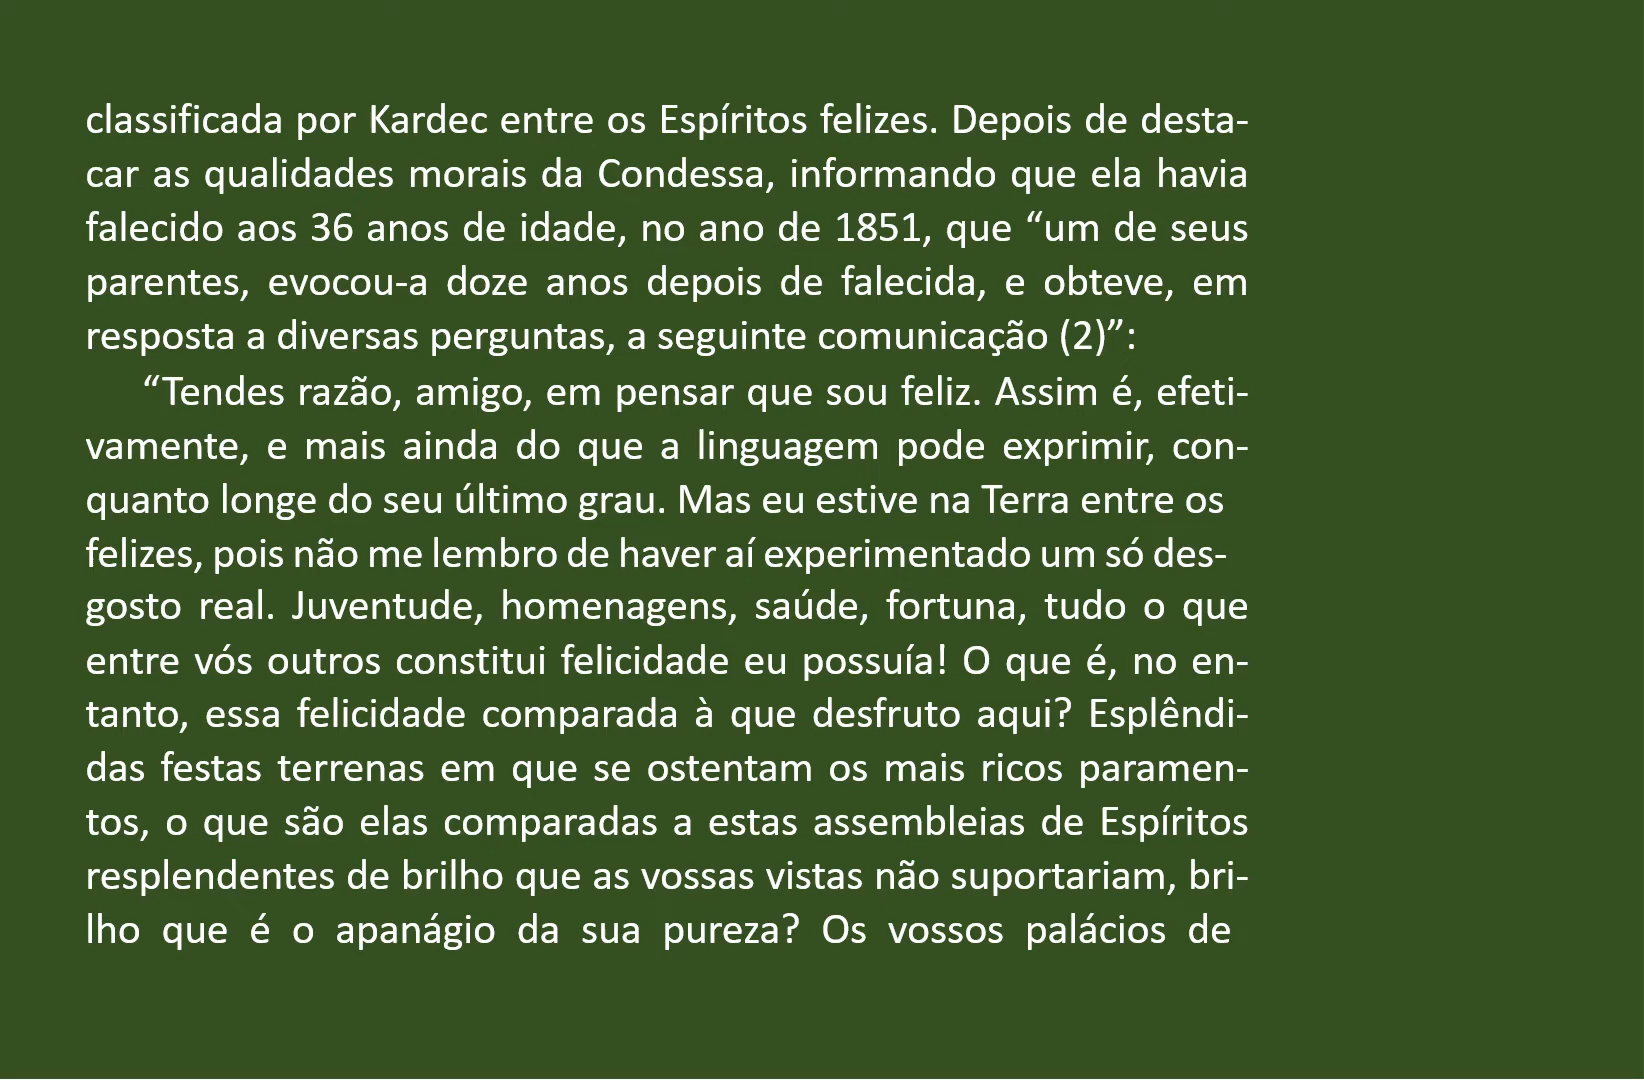 classificada por Kardec entre os Espíritos felizes. Depois de desta-
car as qualidades morais da Condessa, informando que ela havia
falecido aos 36 anos de idade, no ano de 1851, que “um de seus
parentes, evocou-a doze anos depois de falecida, e obteve, em
resposta a diversas perguntas, a seguinte comunicação (2)”:
“Tendes razão, amigo, em pensar que sou feliz. Assim é, efeti-
vamente, e mais ainda do que a linguagem pode exprimir, con-
quanto longe do seu último grau. Mas eu estive na Terra entre os
felizes, pois não me lembro de haver aí experimentado um só des-
gosto real. Juventude, homenagens, saúde, fortuna, tudo o que
entre vós outros constitui felicidade eu possuía! O que é, no en-
tanto, essa felicidade comparada à que desfruto aqui? Esplêndi-
das festas terrenas em que se ostentam os mais ricos paramen-
tos, o que são elas comparadas a estas assembleias de Espíritos
resplendentes de brilho que as vossas vistas não suportariam, bri-
lho que é o apanágio da sua pureza? Os vossos palácios de